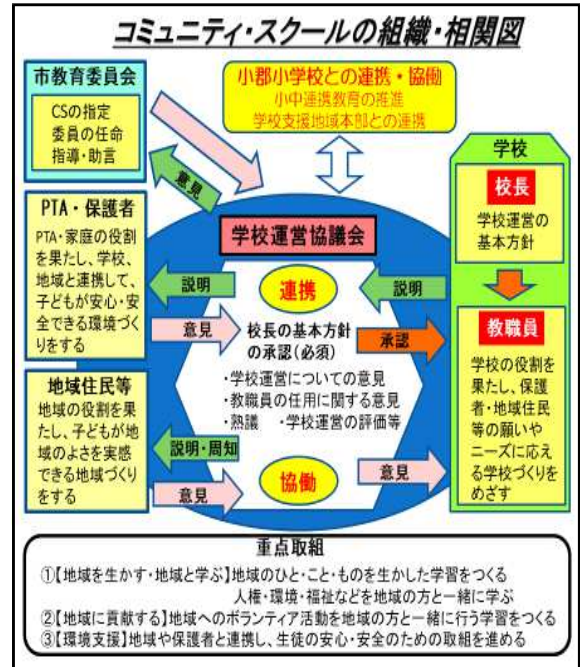 コミュニティ・スクールの組織・相関図
市教育委員会
CSの指定
委員の任命
指導・助言
小郡小学校との連携・協働
小中連携教育の推進
学校支援地域本部との連携
意見
学校
校長
学校運営の
基本方針
PTA・保護者
PTA・家庭の役割
を果たし、学校、
地域と連携して、
子どもが安心・安
全できる環境づく
りをする
学校運営協議会
説明
連携
説明
意見
校長の基本方針
の承認(必須)
承認
・学校運営についての意見
・教職員の任用に関する意見
・熟議 ・学校運営の評価等
教職員
学校の役割を
果たし、保護
者・地域住民
等の願いや
ニーズに応え
る学校づくりを
めざす
地域住民等
地域の役割を果
たし、子どもが地
域のよさを実感
できる地域づくり
をする
説明・周知
意見
協働
意見
重点取組
①【地域を生かす・地域と学ぶ】地域のひと・こと・ものを生かした学習をつくる
人権・環境・福祉などを地域の方と一緒に学ぶ
②【地域に貢献する】地域へのボランティア活動を地域の方と一緒に行う学習をつくる
③【環境支援】地域や保護者と連携し、生徒の安心・安全のための取組を進める